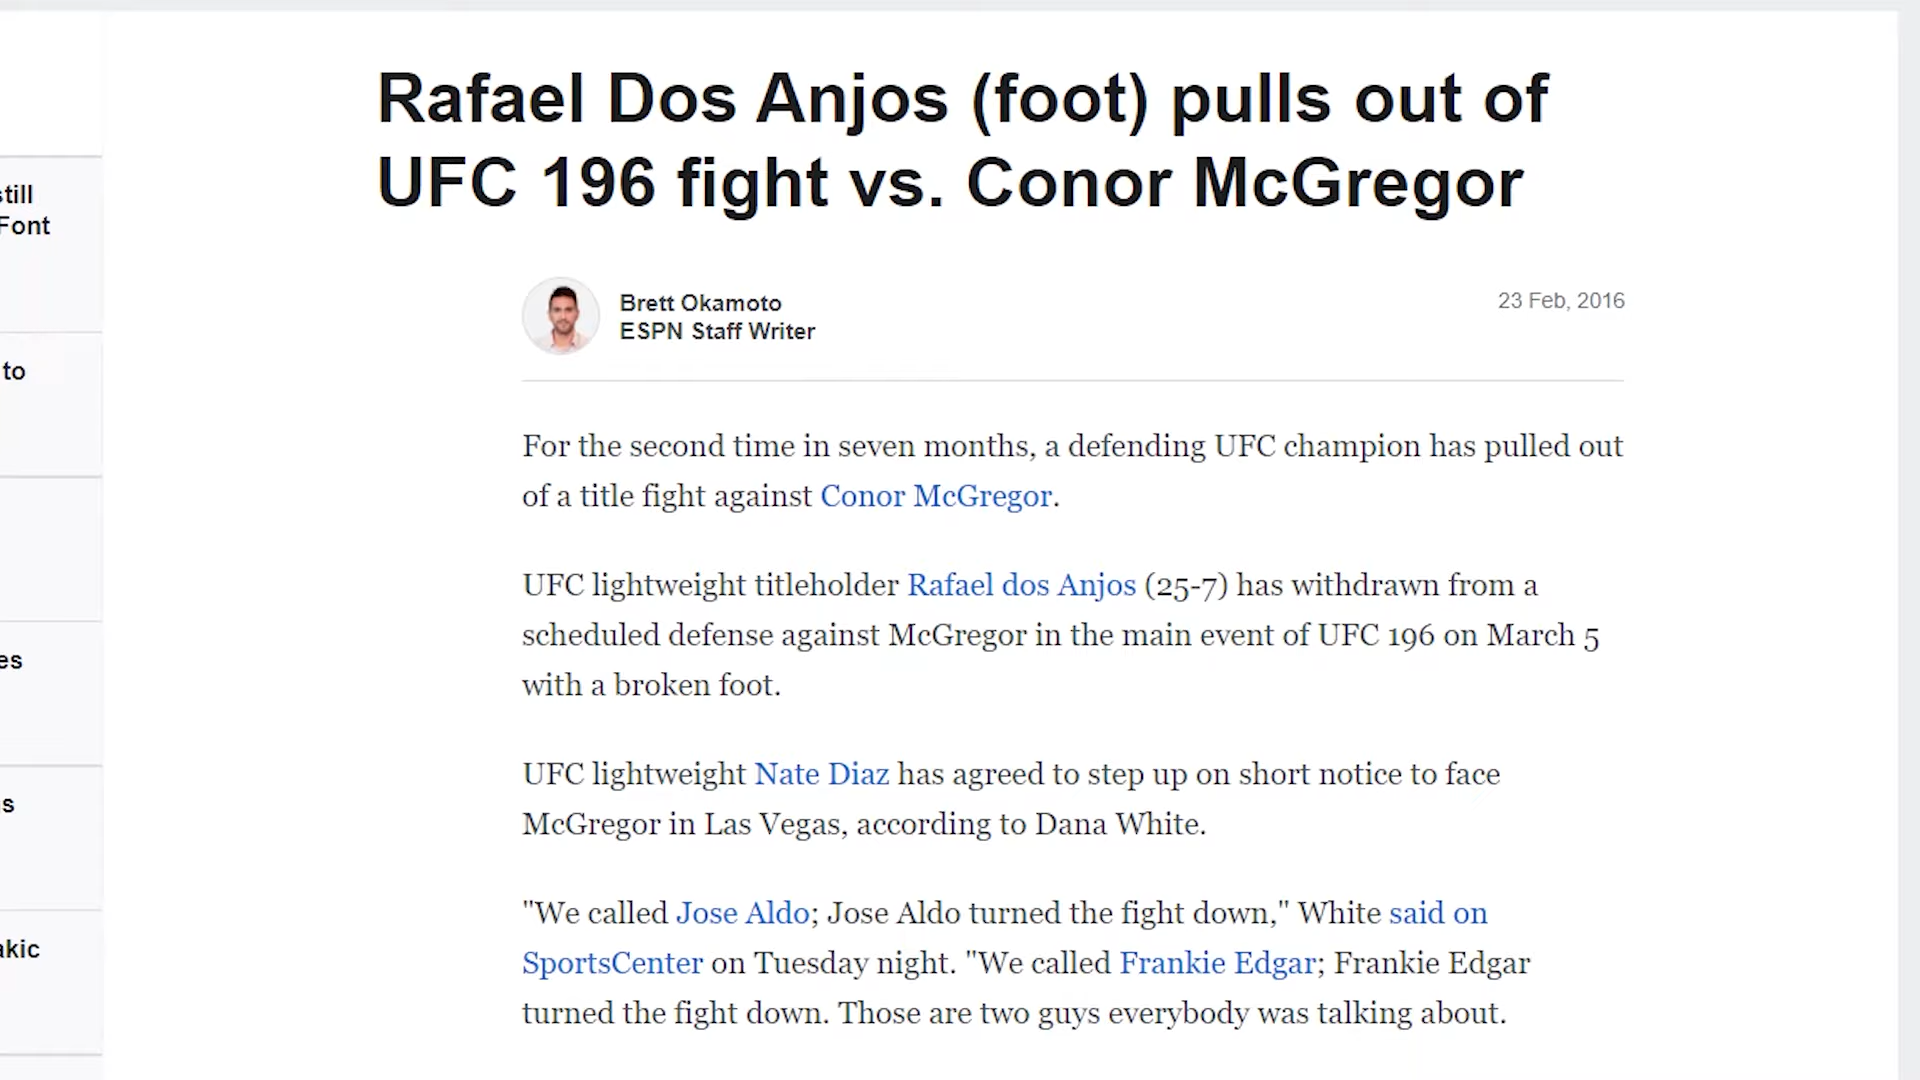 Rafael Dos Anjos (foot) pulls out of
UFC 196 fight vs. Conor McGregor
still
Font
to
es
s
akic
Brett Okamoto
ESPN Staff Writer
23 Feb, 2016
For the second time in seven months, a defending UFC champion has pulled out
of a title fight against Conor McGregor.
UFC lightweight titleholder Rafael dos Anjos (25-7) has withdrawn from a
scheduled defense against McGregor in the main event of UFC 196 on March 5
with a broken foot.
UFC lightweight Nate Diaz has agreed to step up on short notice to face
McGregor in Las Vegas, according to Dana White.
"We called Jose Aldo; Jose Aldo turned the fight down," White said on
SportsCenter on Tuesday night. "We called Frankie Edgar; Frankie Edgar
turned the fight down. Those are two guys everybody was talking about.